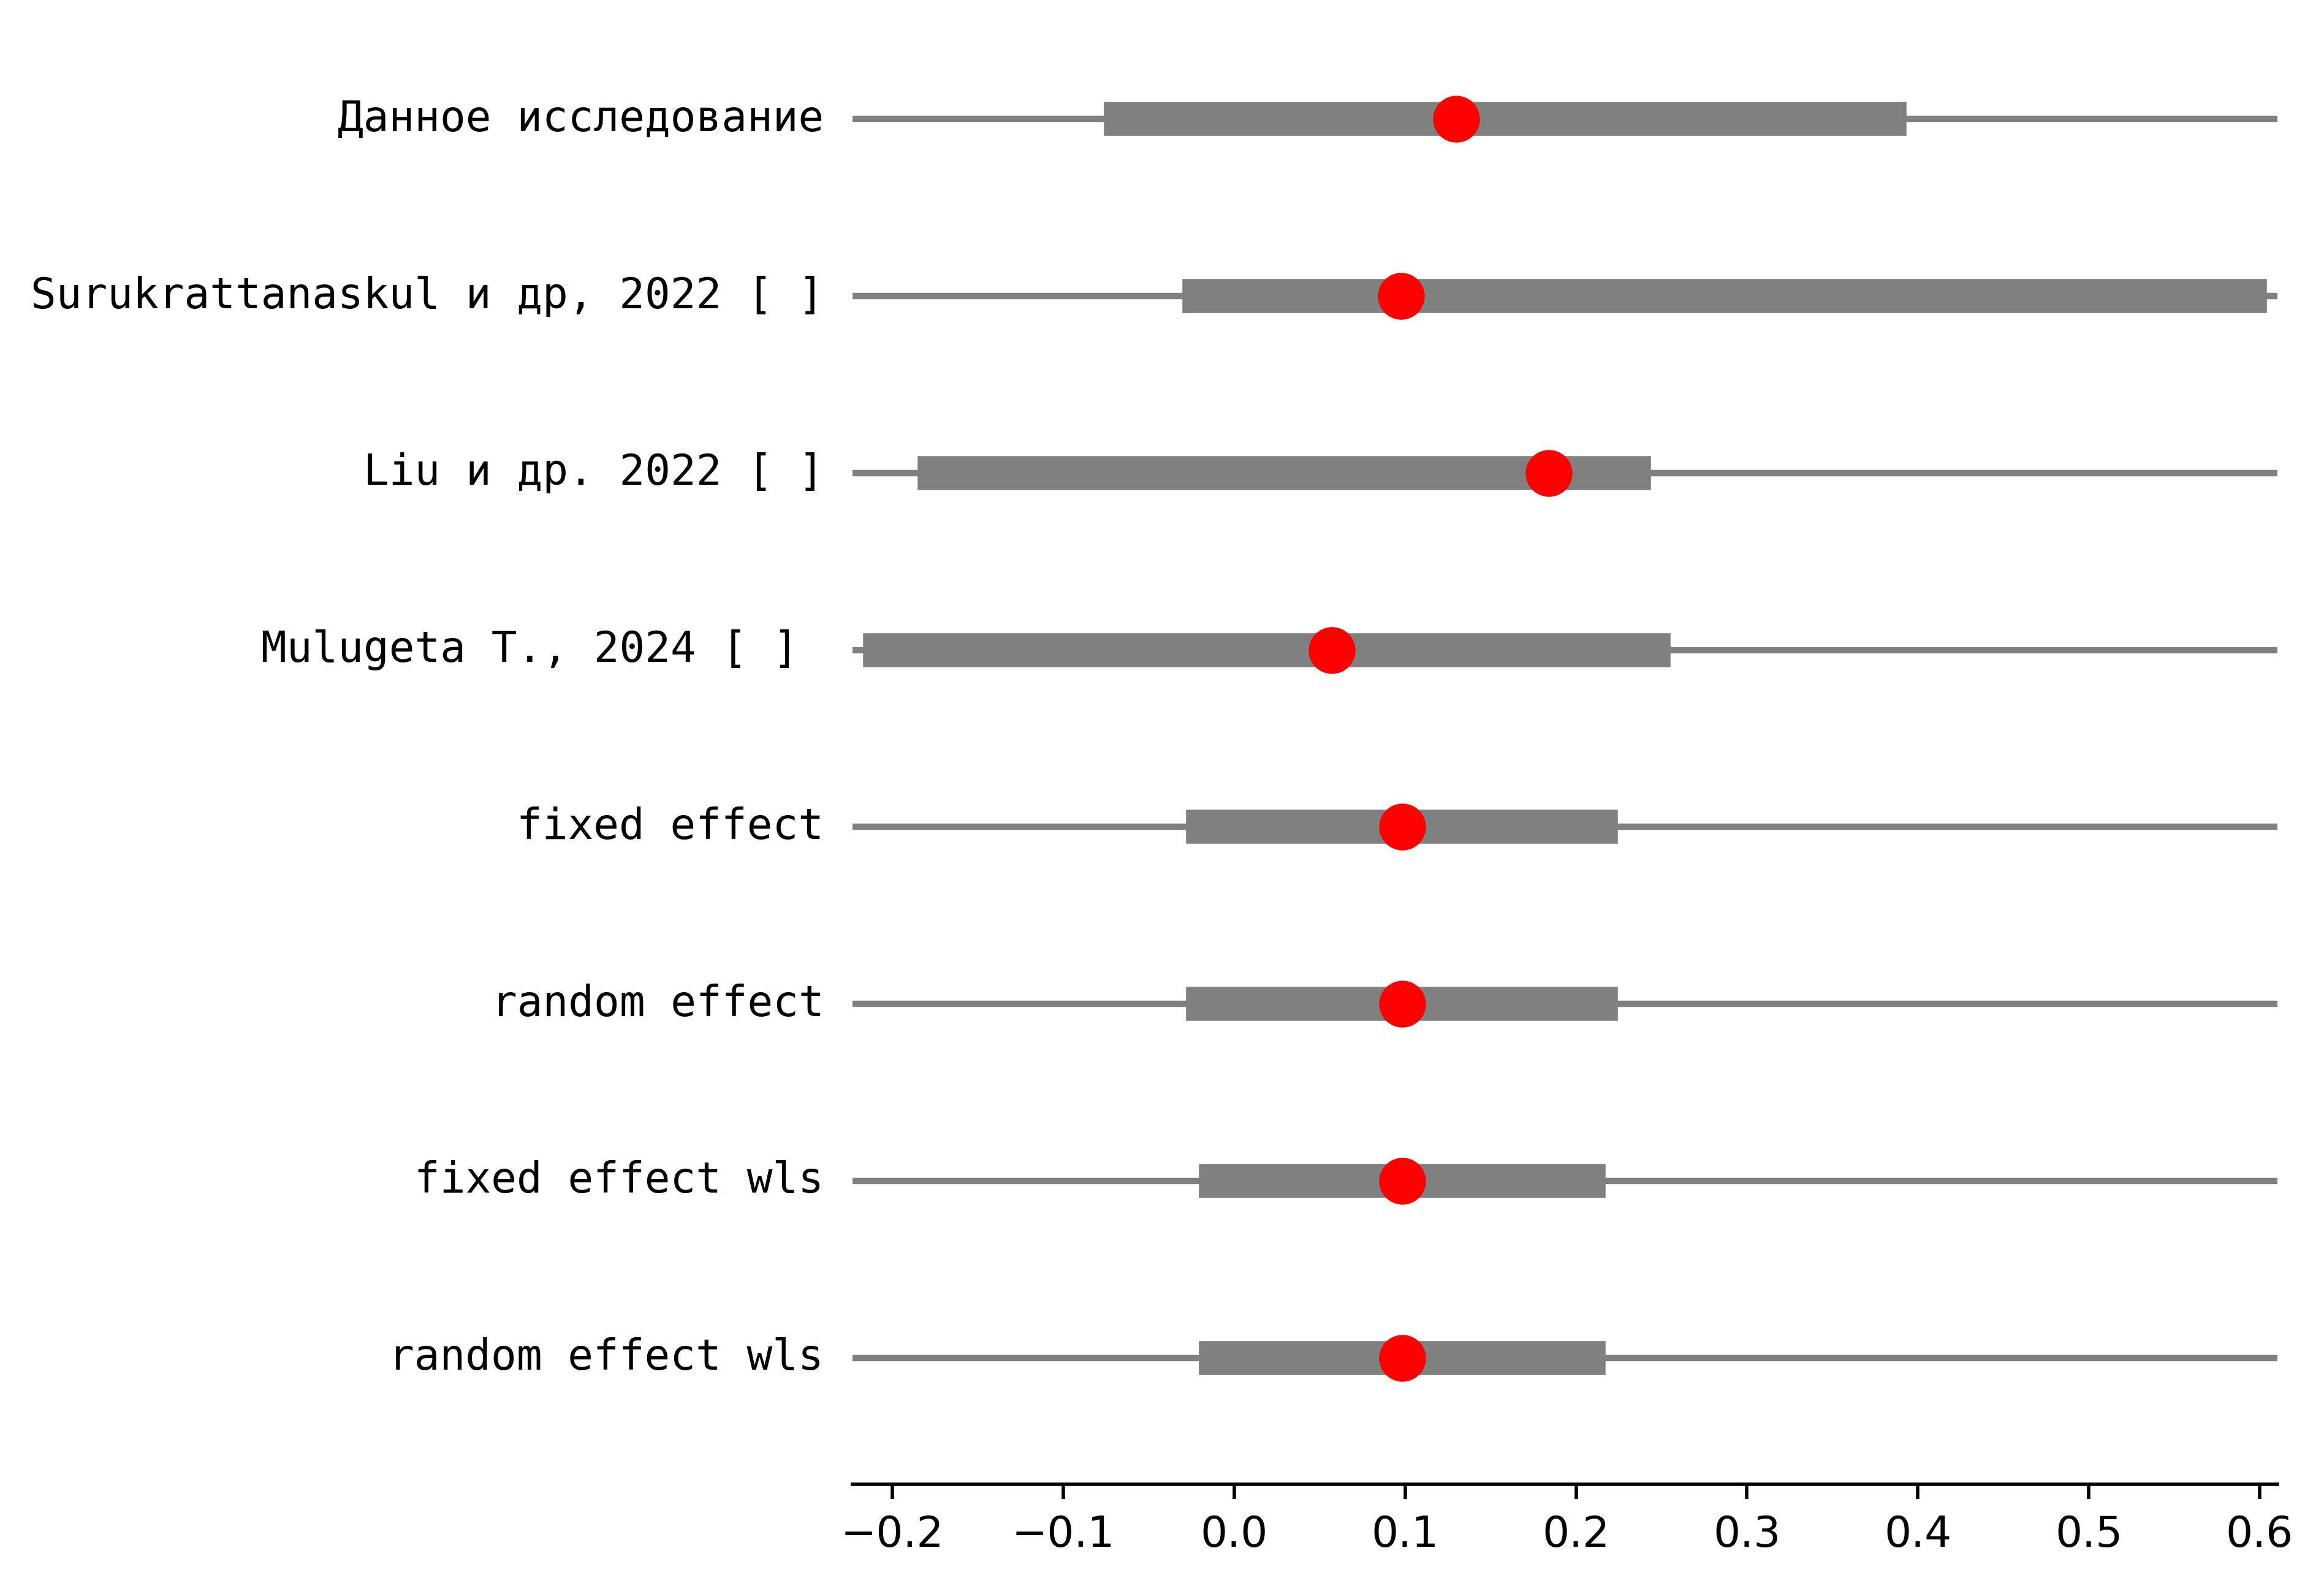 Данное исследование
Surukrattanaskul и др, 2022 [ ]
Liu и др. 2022 [ ]
Mulugeta T., 2024 [ ]
fixed effect
random effect
fixed effect wls
random effect wls
−0.2 −0.1 0.0 0.1 0.2 0.3 0.4 0.5 0.6